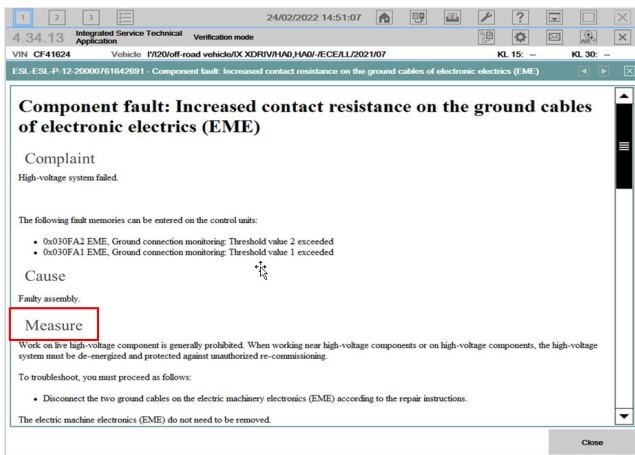 1 2 3 24/02/2022 14:51:07 ?
4.34.13 Integrated Service Technical Application Verification mode
VIN CF41624 Vehicle I'/I20/off-road vehicle/IX XDRIV/HA0,HA0/-/ECE/LL/2021/07 KL 15: -- KL 30: --
ESL-ESL-P-12-20000761642691 - Component fault: Increased contact resistance on the ground cables of electronic electrics (EME)
Component fault: Increased contact resistance on the ground cables
of electronic electrics (EME)
Complaint
High-voltage system failed.
The following fault memories can be entered on the control units:
• 0x030FA2 EME, Ground connection monitoring: Threshold value 2 exceeded
• 0x030FA1 EME, Ground connection monitoring: Threshold value 1 exceeded
Cause
Faulty assembly.
Measure
Work on live high-voltage component is generally prohibited. When working near high-voltage components or on high-voltage components, the high-voltage
system must be de-energized and protected against unauthorized re-commissioning.
To troubleshoot, you must proceed as follows:
• Disconnect the two ground cables on the electric machinery electronics (EME) according to the repair instructions.
The electric machine electronics (EME) do not need to be removed.
Close